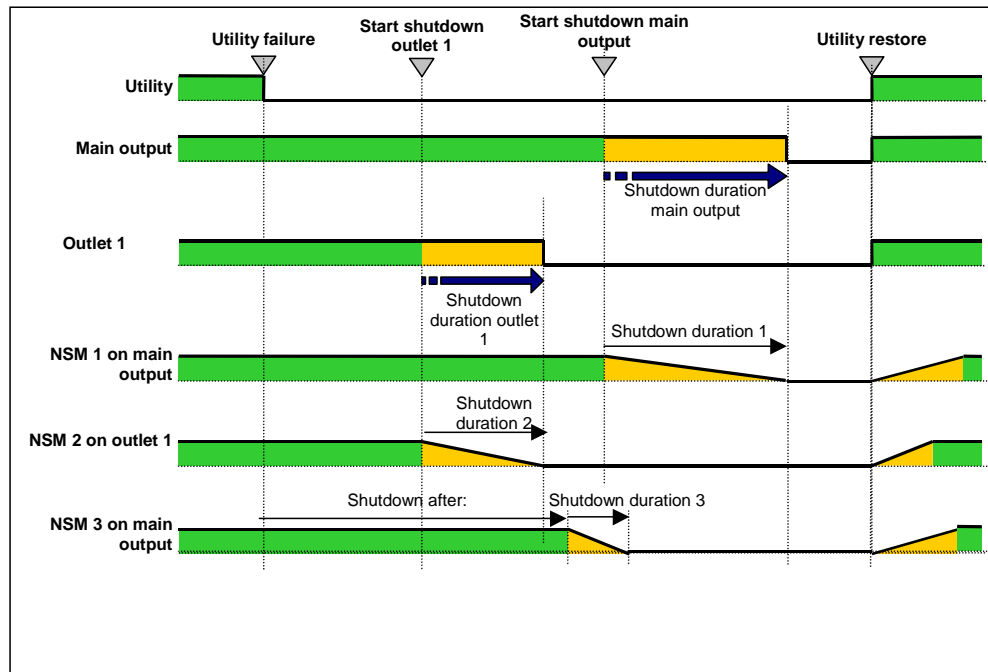 Utility failure
Start shutdown
outlet 1
Start shutdown main
output
Utility restore
Utility
Main output
Shutdown duration
main output
Outlet 1
Shutdown
duration outlet
1
Shutdown duration 1
NSM 1 on main
output
Shutdown
duration 2
NSM 2 on outlet 1
Shutdown after:
Shutdown duration 3
NSM 3 on main
output